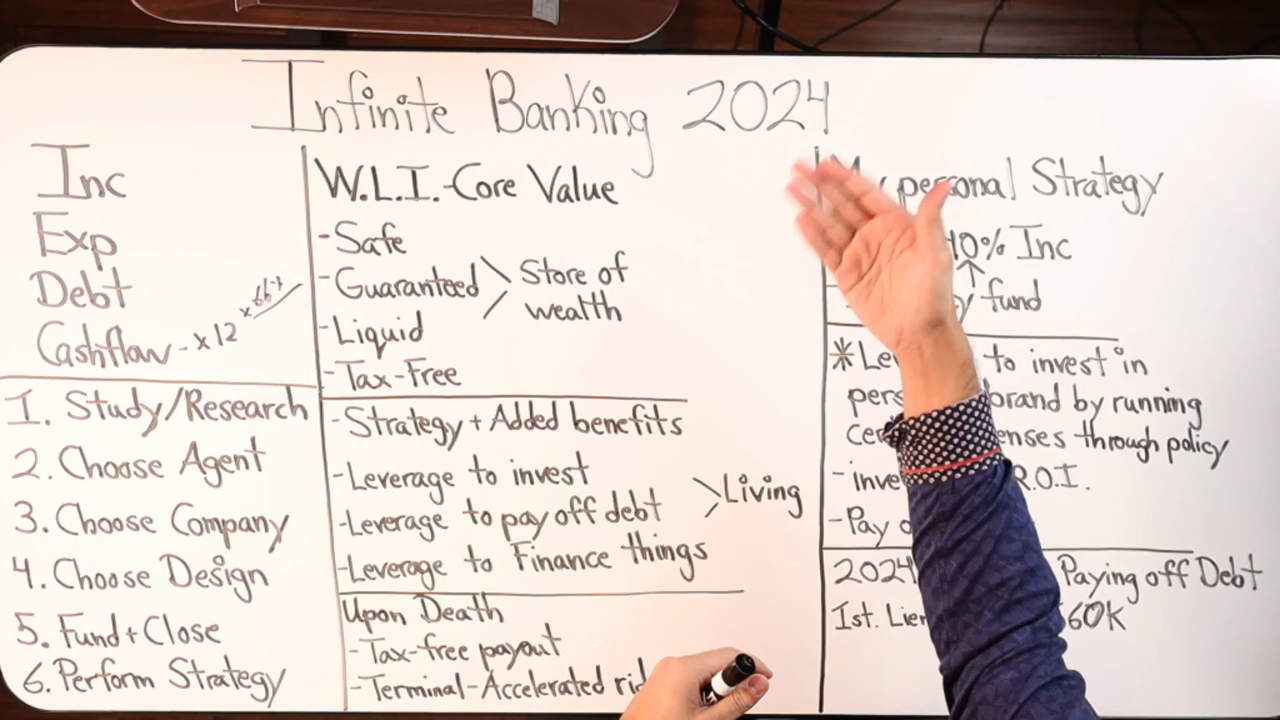 Infinite Banking 2024
Inc
Exp
Debt
Cashflow - x 12
1. Study/Research
2. Choose Agent
3. Choose Company
4. Choose Design
5. Fund + Close
6. Perform Strategy
W.L.I. - Core Value
- Safe
- Guaranteed > Store of
wealth
- Liquid
- Tax-Free
- Strategy + Added benefits
- Leverage to invest
- Leverage to pay off debt > Living
- Leverage to Finance things
Upon Death
- Tax-free payout
- Terminal-Accelerated
personal Strategy
10% Inc
fund
* to invest in
brand by running
through policy
- R.O.I.
- Pay
2024 Paying off Debt
1st. 60K